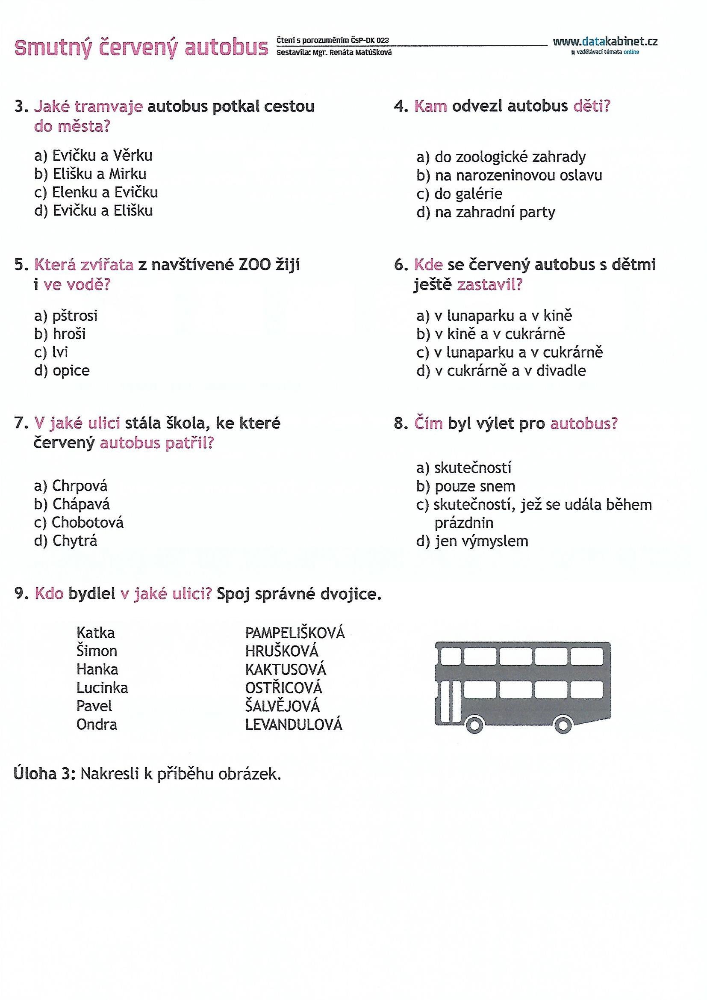 Smutný červený autobus
Čtení s porozuměním ČsP-DK 023
Sestavila: Mgr. Renáta Matúšková
www.datakabinet.cz
vzdělávací témata online
3. Jaké tramvaje autobus potkal cestou
do města?
a) Evičku a Věrku
b) Elišku a Mirku
c) Elenku a Evičku
d) Evičku a Elišku
4. Kam odvezl autobus děti?
a) do zoologické zahrady
b) na narozeninovou oslavu
c) do galérie
d) na zahradní party
5. Která zvířata z navštívené ZOO žijí
i ve vodě?
a) pštrosi
b) hroši
c) lvi
d) opice
6. Kde se červený autobus s dětmi
ještě zastavil?
a) v lunaparku a v kině
b) v kině a v cukrárně
c) v lunaparku a v cukrárně
d) v cukrárně a v divadle
7. V jaké ulici stála škola, ke které
červený autobus patřil?
a) Chrpová
b) Chápavá
c) Chobotová
d) Chytrá
8. Čím byl výlet pro autobus?
a) skutečností
b) pouze snem
c) skutečností, jež se udála během
prázdnin
d) jen výmyslem
9. Kdo bydlel v jaké ulici? Spoj správné dvojice.
Katka PAMPELIŠKOVÁ
Šimon HRUŠKOVÁ
Hanka KAKTUSOVÁ
Lucinka OSTŘICOVÁ
Pavel ŠALVĚJOVÁ
Ondra LEVANDULOVÁ
Úloha 3: Nakresli k příběhu obrázek.